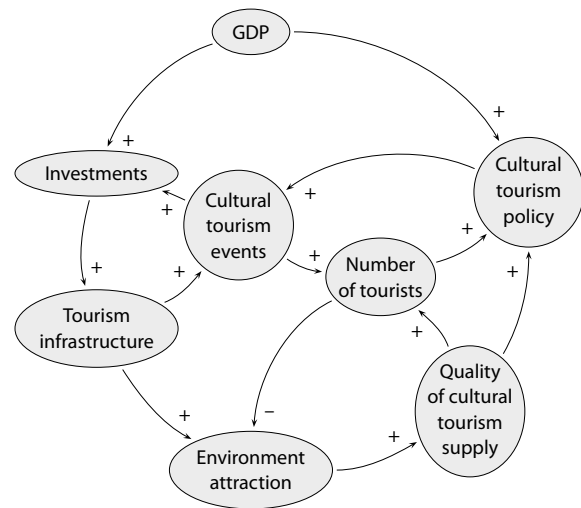 GDP
+
+
Investments
Cultural
tourism
policy
+
+
Cultural
tourism
events
+
+
+
+
+
Number
of tourists
Tourism
infrastructure
+
Quality
of cultural
tourism
supply
+
−
+
Environment
attraction